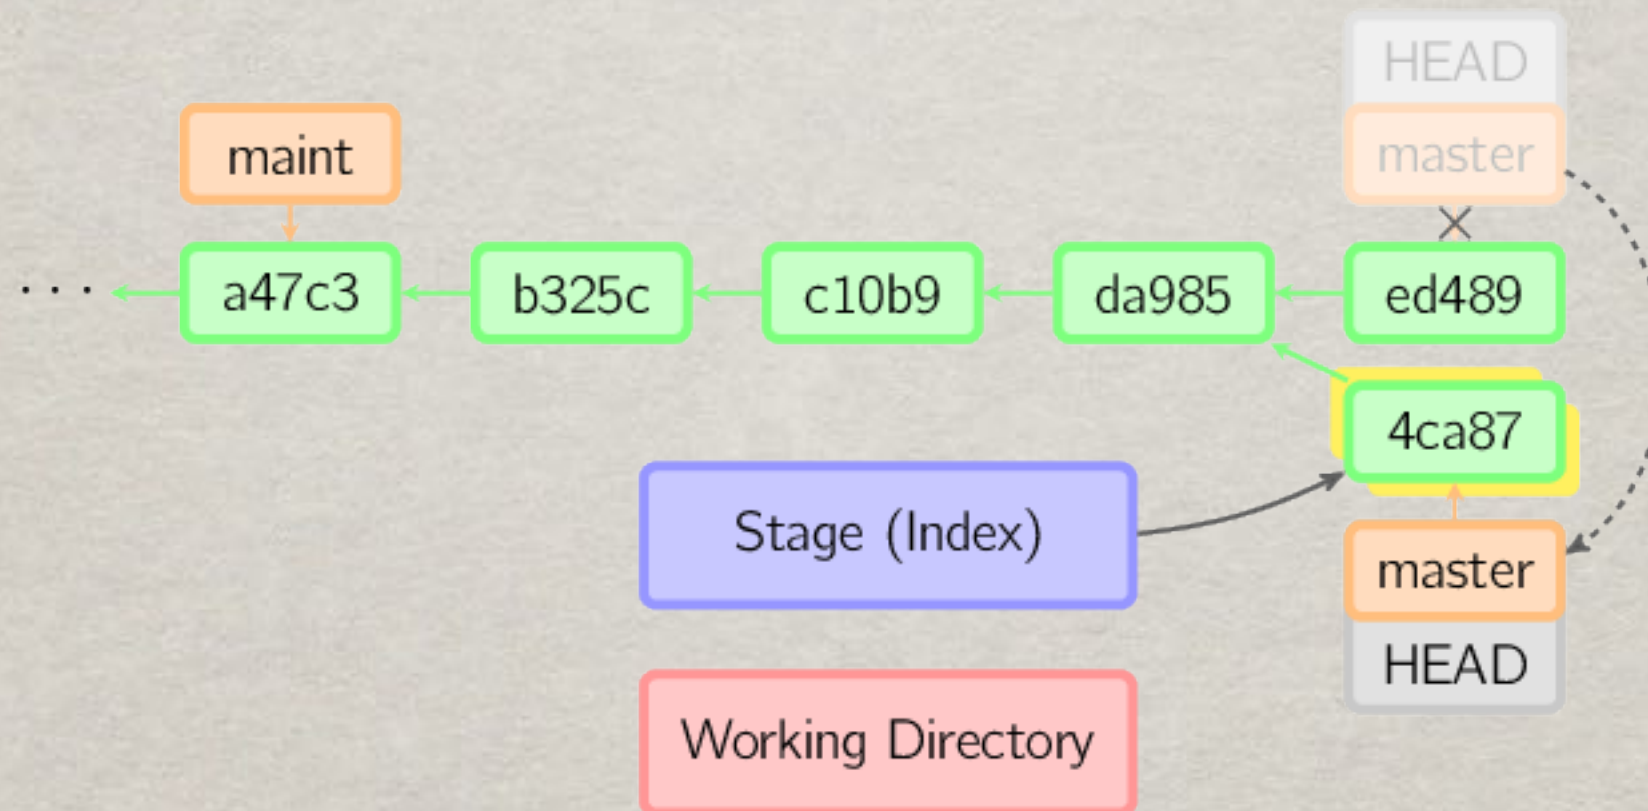 HEAD
maint
master
...
a47c3
b325c
c10b9
da985
ed489
4ca87
Stage (Index)
master
HEAD
Working Directory